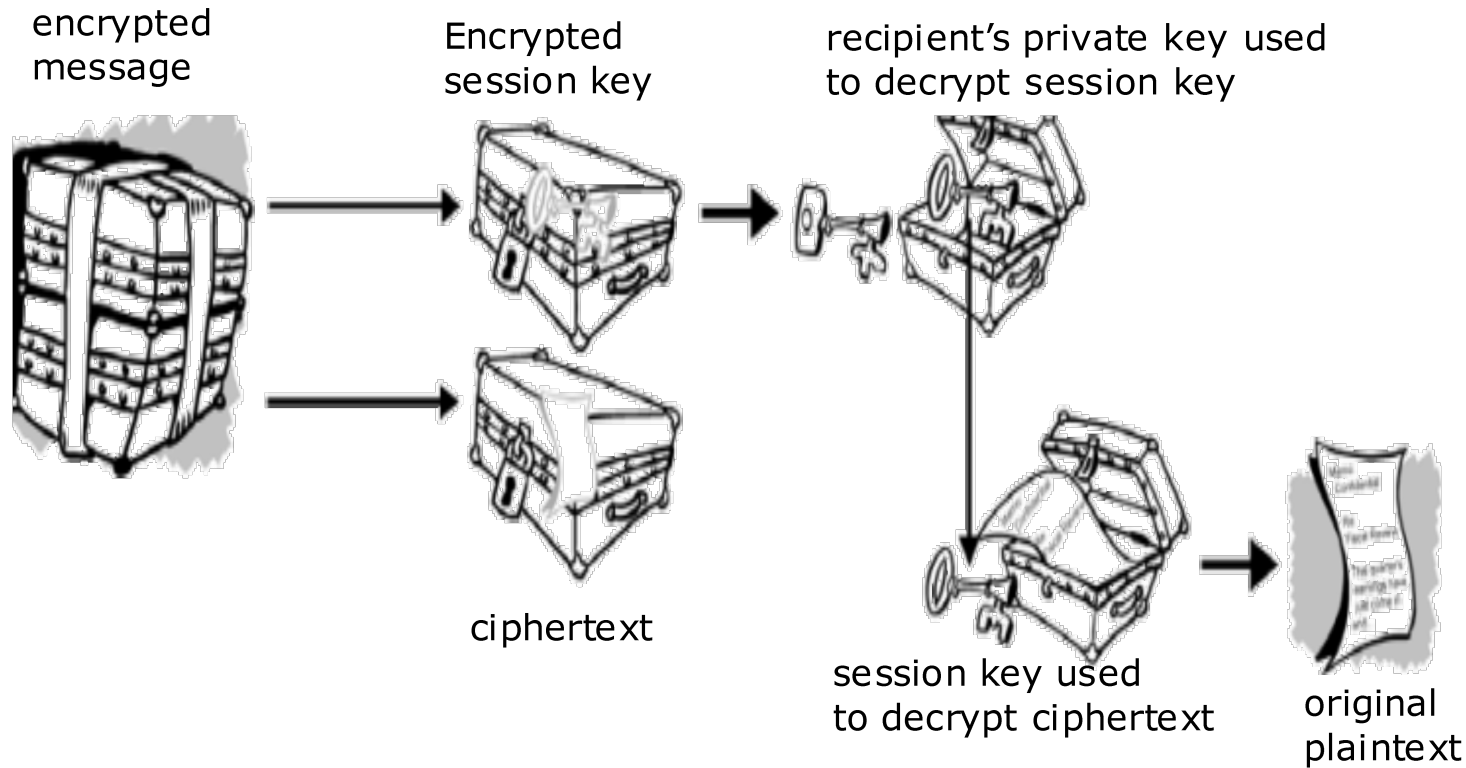 encrypted
message
Encrypted
session key
recipient’s private key used
to decrypt session key
ciphertext
session key used
to decrypt ciphertext
original
plaintext